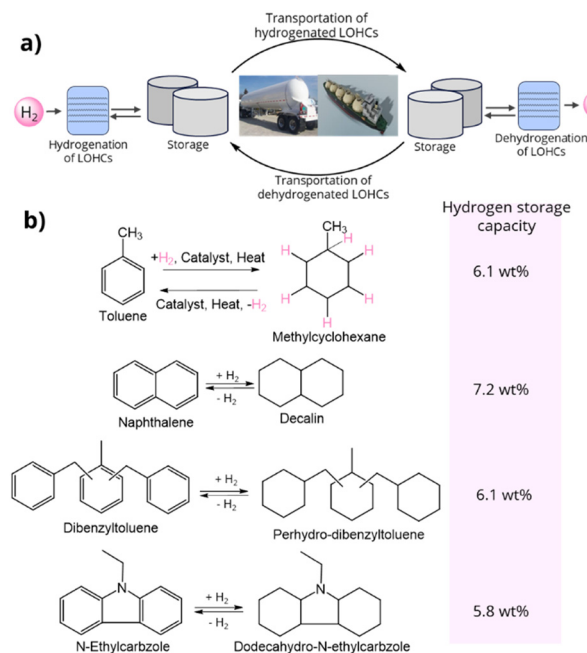 a)
Transportation of
hydrogenated LOHCs
H2
Hydrogenation
of LOHCs
Storage
Storage
Dehydrogenation
of LOHCs
Transportation of
dehydrogenated LOHCs
b)
Hydrogen storage
capacity
CH3
+H2, Catalyst, Heat
Catalyst, Heat, -H2
Toluene
CH3
H
H
H
H
H
H
Methylcyclohexane
6.1 wt%
+ H2
- H2
Naphthalene
Decalin
7.2 wt%
+ H2
- H2
Dibenzyltoluene
Perhydro-dibenzyltoluene
6.1 wt%
N
+ H2
- H2
N
N-Ethylcarbzole
Dodecahydro-N-ethylcarbzole
5.8 wt%